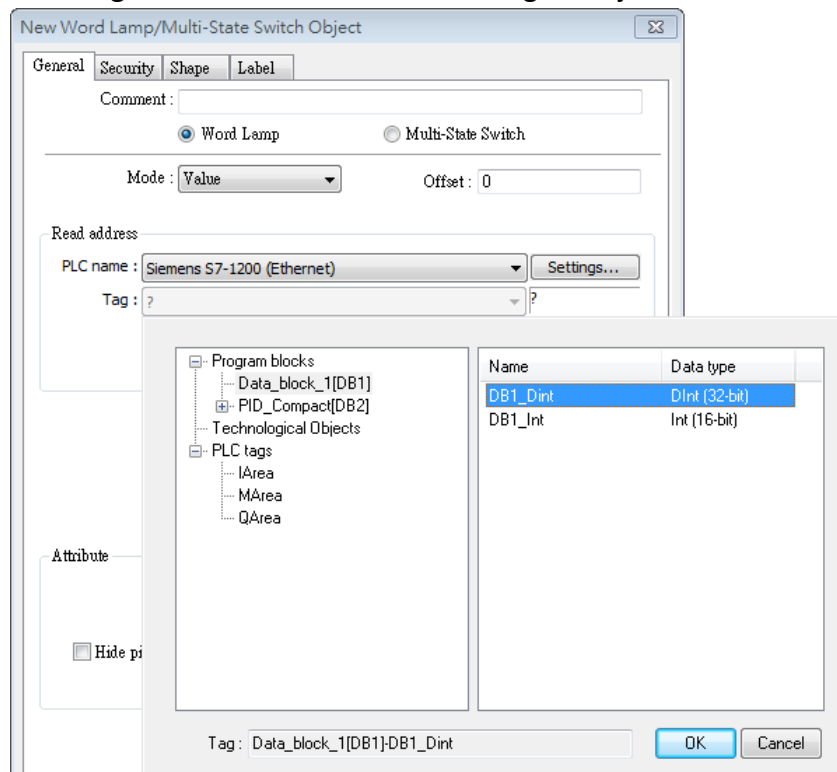 New Word Lamp/Multi-State Switch Object
General Security Shape Label
Comment :
Word Lamp Multi-State Switch
Mode : Value Offset : 0
Read address
PLC name : Siemens S7-1200 (Ethernet) Settings...
Tag : ? ?
Program blocks
Data_block_1[DB1]
PID_Compact[DB2]
Technological Objects
PLC tags
IArea
MArea
QArea
Name Data type
DB1_Dint DInt (32-bit)
DB1_Int Int (16-bit)
Attribute
Hide pi
Tag : Data_block_1[DB1]-DB1_Dint OK Cancel